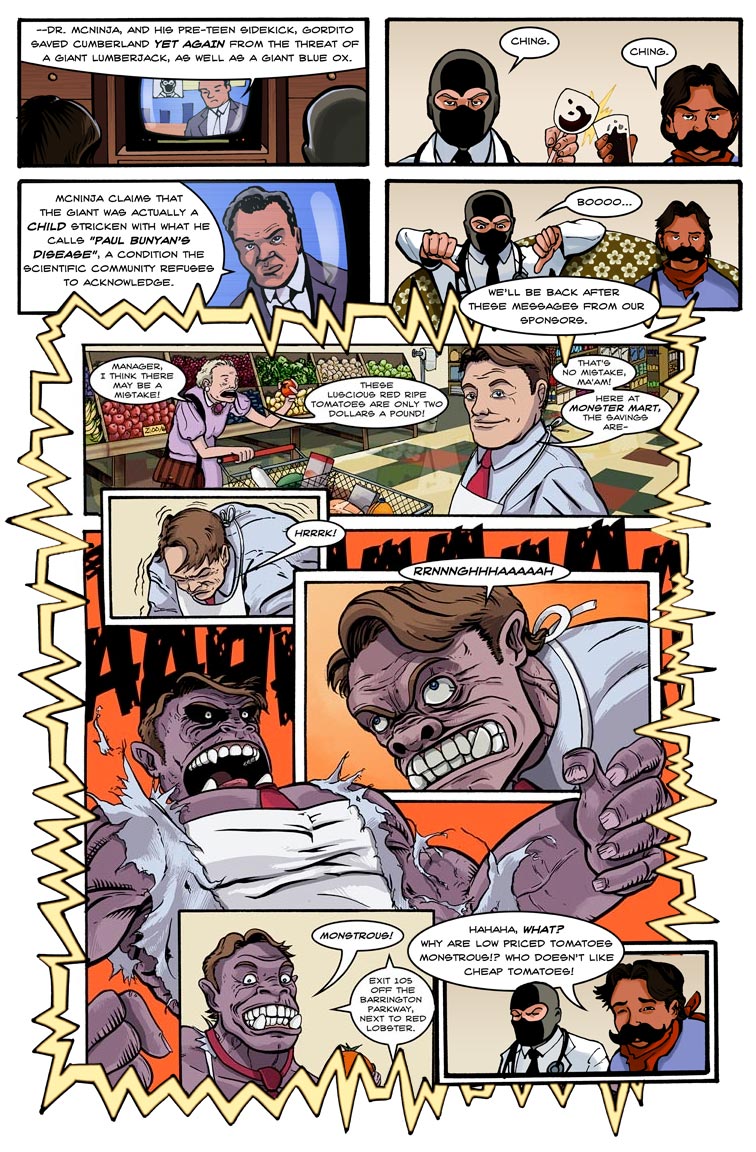 --DR. MCNINJA, AND HIS PRE-TEEN SIDEKICK, GORDITO
SAVED CUMBERLAND YET AGAIN FROM THE THREAT OF
A GIANT LUMBERJACK, AS WELL AS A GIANT BLUE OX.
CHING.
CHING.
MCNINJA CLAIMS THAT
THE GIANT WAS ACTUALLY A
CHILD STRICKEN WITH WHAT HE
CALLS "PAUL BUNYAN'S
DISEASE", A CONDITION THE
SCIENTIFIC COMMUNITY REFUSES
TO ACKNOWLEDGE.
BOOOO...
WE'LL BE BACK AFTER
THESE MESSAGES FROM OUR
SPONSORS.
MANAGER,
I THINK THERE
MAY BE A
MISTAKE!
THESE
LUSCIOUS RED RIPE
TOMATOES ARE ONLY TWO
DOLLARS A POUND!
THAT'S
NO MISTAKE,
MA'AM!
HERE AT
MONSTER MART,
THE SAVINGS
ARE-
HRRRK!
RRNNNGHHHAAAAAH
MONSTROUS!
EXIT 105
OFF THE
BARRINGTON
PARKWAY,
NEXT TO RED
LOBSTER.
HAHAHA, WHAT?
WHY ARE LOW PRICED TOMATOES
MONSTROUS!? WHO DOESN'T LIKE
CHEAP TOMATOES!